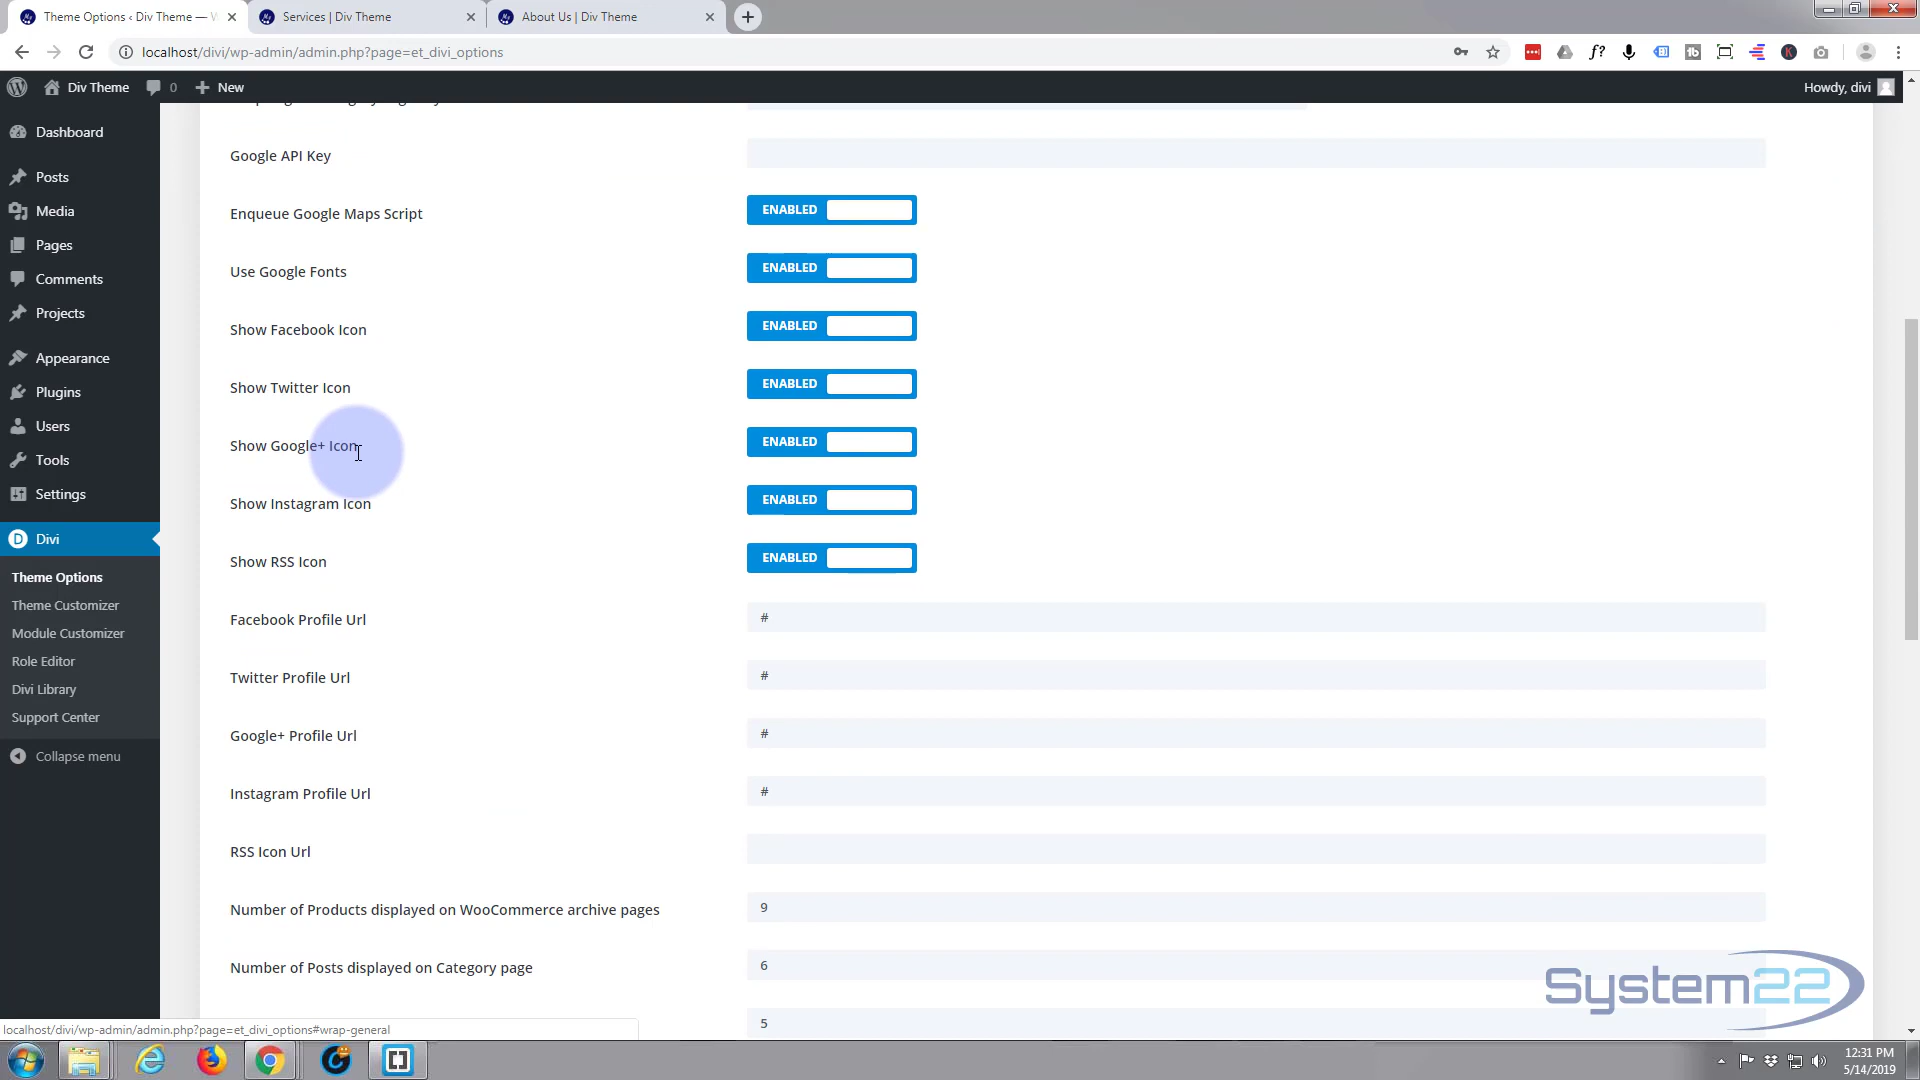 Theme Options ‹ Div Theme — W
Services | Div Theme
About Us | Div Theme
localhost/divi/wp-admin/admin.php?page=et_divi_options
Div Theme
0
New
Howdy, divi
Dashboard
Posts
Media
Pages
Comments
Projects
Appearance
Plugins
Users
Tools
Settings
Divi
Theme Options
Theme Customizer
Module Customizer
Role Editor
Divi Library
Support Center
Collapse menu
Google API Key
Enqueue Google Maps Script ENABLED
Use Google Fonts ENABLED
Show Facebook Icon ENABLED
Show Twitter Icon ENABLED
Show Google+ Icon ENABLED
Show Instagram Icon ENABLED
Show RSS Icon ENABLED
Facebook Profile Url #
Twitter Profile Url #
Google+ Profile Url #
Instagram Profile Url #
RSS Icon Url
Number of Products displayed on WooCommerce archive pages 9
Number of Posts displayed on Category page 6
5
System22
localhost/divi/wp-admin/admin.php?page=et_divi_options#wrap-general
12:31 PM
5/14/2019